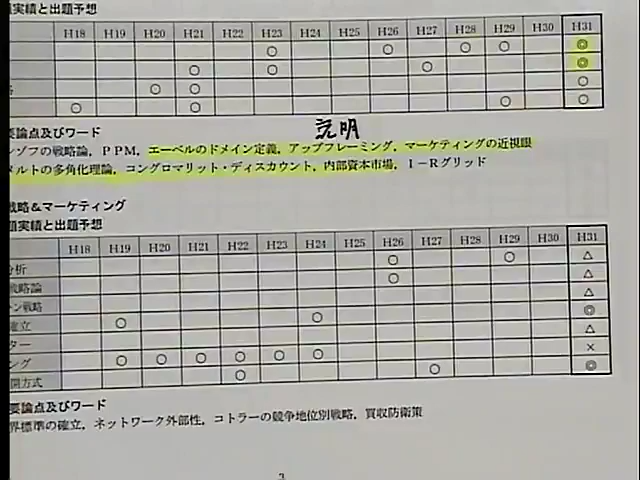 実績と出題予想
H18 H19 H20 H21 H22 H23 H24 H25 H26 H27 H28 H29 H30 H31
○ ○ ○ ○ ◎
○ ○ ○ ◎
○ ○ ○
○ ○ ○ ○
説明
論点及びワード
ゾフの戦略論,PPM,エーベルのドメイン定義,アップフレーミング,マーケティングの近視眼
メルトの多角化理論,コングロマリット・ディスカウント,内部資本市場,I-Rグリッド
戦略&マーケティング
実績と出題予想
H18 H19 H20 H21 H22 H23 H24 H25 H26 H27 H28 H29 H30 H31
分析 ○ ○ △
戦略論 ○ △
ン戦略 △
確立 ○ ○ ◎
ター △
ング ○ ○ ○ ○ ○ ○ ×
開方式 ○ ○ ◎
要論点及びワード
界標準の確立,ネットワーク外部性,コトラーの競争地位別戦略,買収防衛策